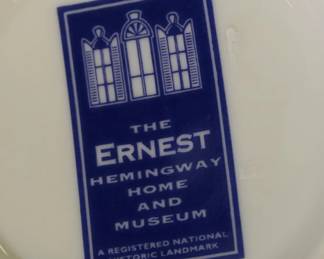 THE
ERNEST
HEMINGWAY
HOME
AND
MUSEUM
A REGISTERED NATIONAL
HISTORIC LANDMARK